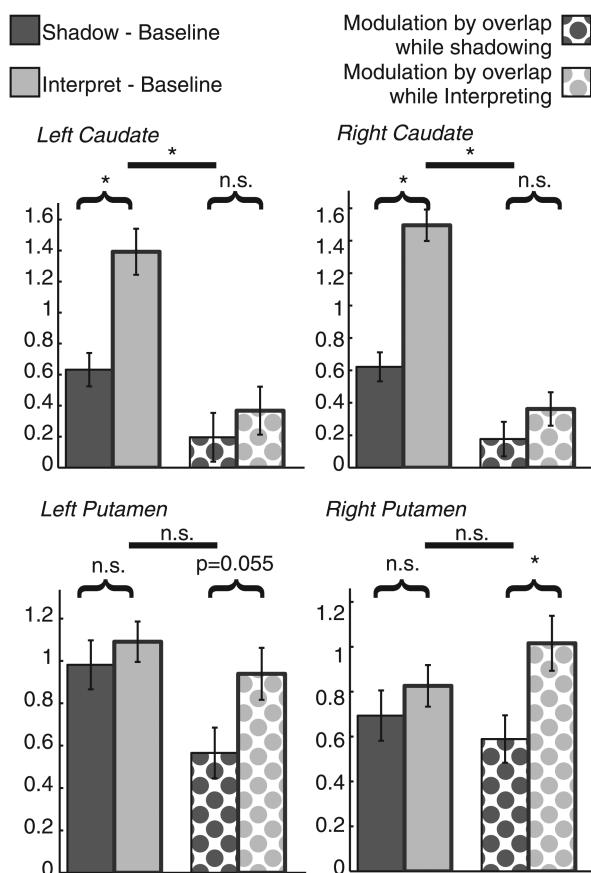 Shadow - Baseline
Interpret - Baseline
Modulation by overlap
while shadowing
Modulation by overlap
while Interpreting
Left Caudate
*
*
n.s.
1.6
1.4
1.2
1
0.8
0.6
0.4
0.2
0
Right Caudate
*
*
n.s.
1.6
1.4
1.2
1
0.8
0.6
0.4
0.2
0
Left Putamen
n.s.
n.s.
p=0.055
1.2
1
0.8
0.6
0.4
0.2
0
Right Putamen
n.s.
n.s.
*
1.2
1
0.8
0.6
0.4
0.2
0